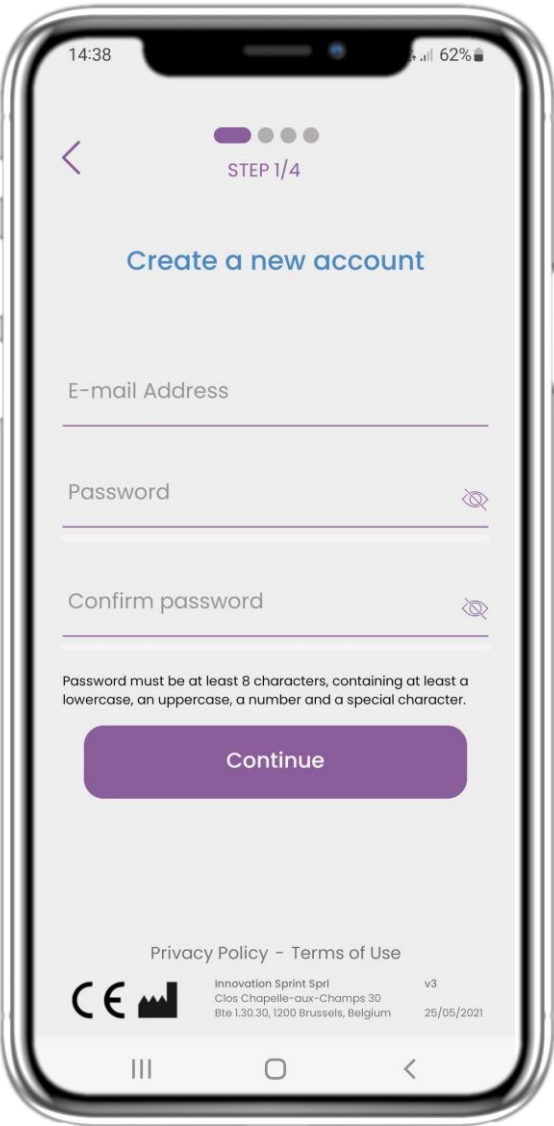 14:38
62%
STEP 1/4
Create a new account
E-mail Address
Password
Confirm password
Password must be at least 8 characters, containing at least a
lowercase, an uppercase, a number and a special character.
Continue
Privacy Policy - Terms of Use
CE
Innovation Sprint Sprl v3
Clos Chapelle-aux-Champs 30
Bte 1.30.30, 1200 Brussels, Belgium 25/05/2021